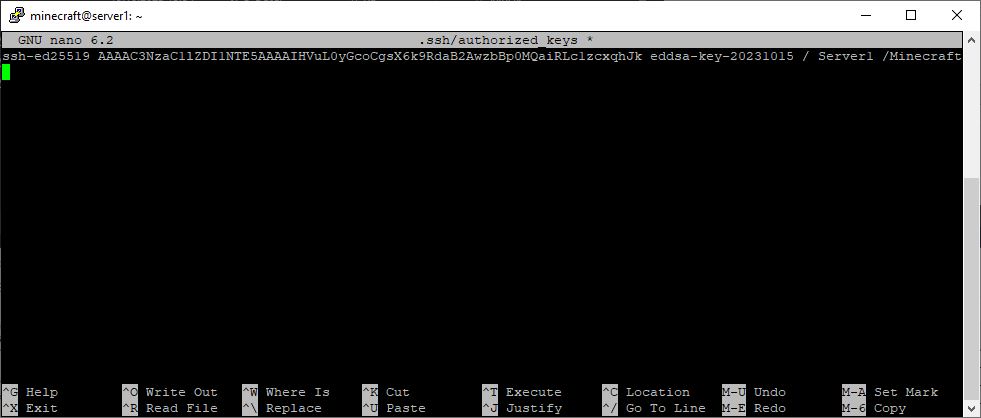 minecraft@server1: ~
GNU nano 6.2 .ssh/authorized_keys *
ssh-ed25519 AAAAC3NzaC1lZDI1NTE5AAAAIHVuL0yGcoCgsX6k9RdaB2AwzbBp0MQaiRLc1zcxqhJk eddsa-key-20231015 / Server1 /Minecraft
^G Help ^O Write Out ^W Where Is ^K Cut ^T Execute ^C Location M-U Undo M-A Set Mark
^X Exit ^R Read File ^\ Replace ^U Paste ^J Justify ^/ Go To Line M-E Redo M-6 Copy